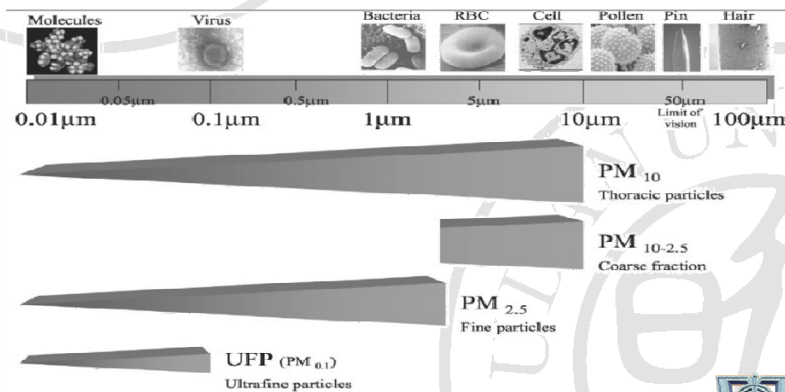 Molecules Virus Bacteria RBC Cell Pollen Pin Hair
0.05µm 0.5µm 5µm 50µm
0.01µm 0.1µm 1µm 10µm Limit of vision 100µm
PM 10
Thoracic particles
PM 10-2.5
Coarse fraction
PM 2.5
Fine particles
UFP (PM 0.1)
Ultrafine particles